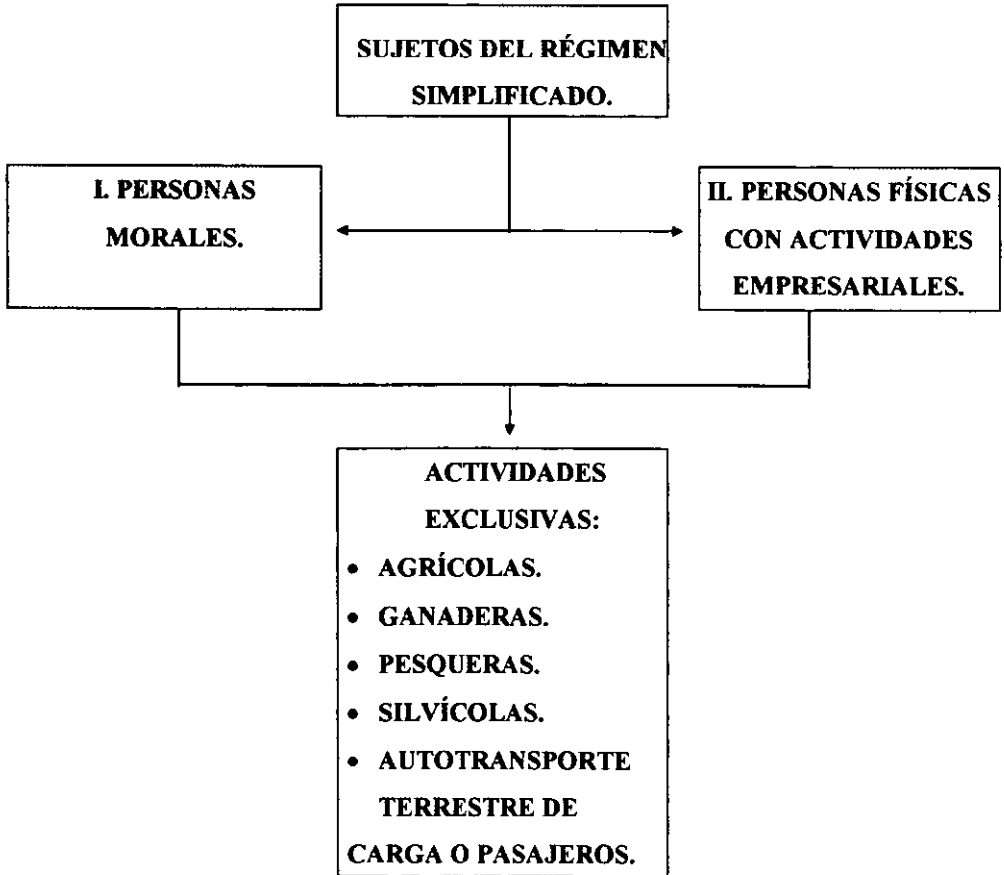 SUJETOS DEL RÉGIMEN
SIMPLIFICADO.
I. PERSONAS
MORALES.
II. PERSONAS FÍSICAS
CON ACTIVIDADES
EMPRESARIALES.
ACTIVIDADES
EXCLUSIVAS:
• AGRÍCOLAS.
• GANADERAS.
• PESQUERAS.
• SILVÍCOLAS.
• AUTOTRANSPORTE
TERRESTRE DE
CARGA O PASAJEROS.